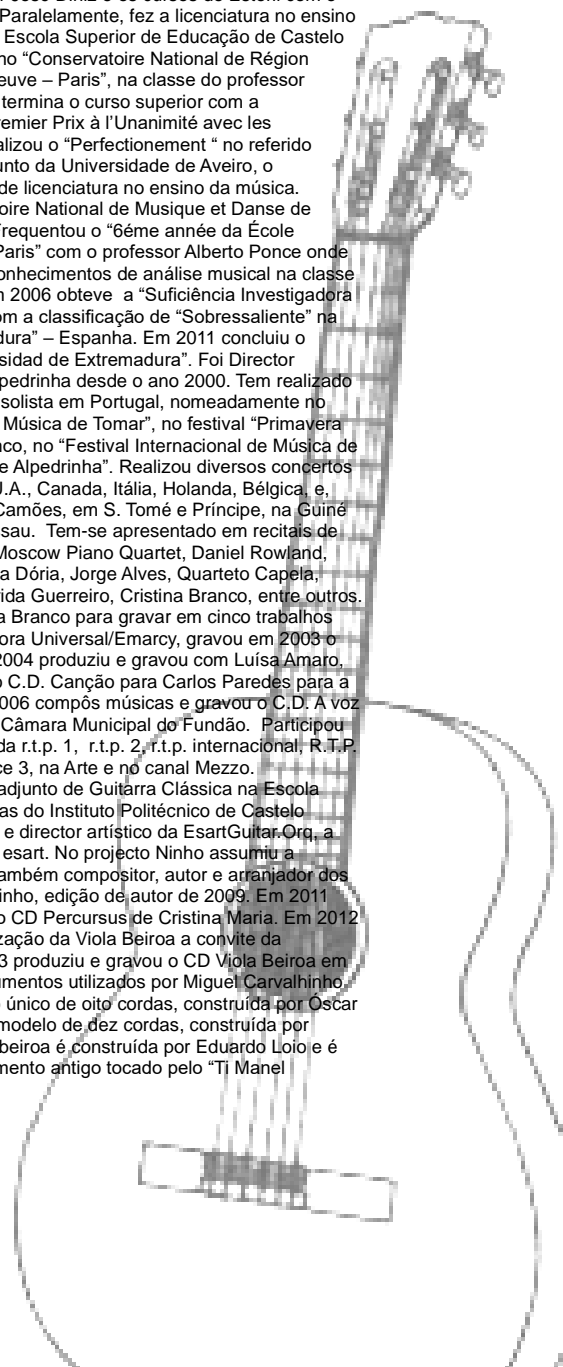 Paralelamente, fez a licenciatura no ensino
Escola Superior de Educação de Castelo
no “Conservatoire National de Région
euve – Paris”, na classe do professor
termina o curso superior com a
remier Prix à l'Unanimité avec les
alizou o “Perfectionement “ no referido
unto da Universidade de Aveiro, o
de licenciatura no ensino da música.
oire National de Musique et Danse de
requentou o “6éme année da École
Paris” com o professor Alberto Ponce onde
onhecimentos de análise musical na classe
m 2006 obteve  a “Suficiência Investigadora
om a classificação de “Sobressaliente” na
dura” – Espanha. Em 2011 concluiu o
sidad de Extremadura”. Foi Director
pedrinha desde o ano 2000. Tem realizado
solista em Portugal, nomeadamente no
Música de Tomar”, no festival “Primavera
nco, no “Festival Internacional de Música de
e Alpedrinha”. Realizou diversos concertos
J.A., Canada, Itália, Holanda, Bélgica, e,
Camões, em S. Tomé e Príncipe, na Guiné
sau.  Tem-se apresentado em recitais de
Moscow Piano Quartet, Daniel Rowland,
a Dória, Jorge Alves, Quarteto Capela,
rida Guerreiro, Cristina Branco, entre outros.
a Branco para gravar em cinco trabalhos
ora Universal/Emarcy, gravou em 2003 o
2004 produziu e gravou com Luísa Amaro,
o C.D. Canção para Carlos Paredes para a
2006 compôs músicas e gravou o C.D. A voz
Câmara Municipal do Fundão.  Participou
da r.t.p. 1,  r.t.p. 2, r.t.p. internacional, R.T.P.
ce 3, na Arte e no canal Mezzo.
adjunto de Guitarra Clássica na Escola
as do Instituto Politécnico de Castelo
e director artístico da EsartGuitar.Orq, a
esart. No projecto Ninho assumiu a
ambém compositor, autor e arranjador dos
inho, edição de autor de 2009. Em 2011
o CD Percursus de Cristina Maria. Em 2012
zação da Viola Beiroa a convite da
3 produziu e gravou o CD Viola Beiroa em
umentos utilizados por Miguel Carvalhinho
o único de oito cordas, construída por Óscar
modelo de dez cordas, construída por
beiroa é construída por Eduardo Loio e é
mento antigo tocado pelo “Ti Manel